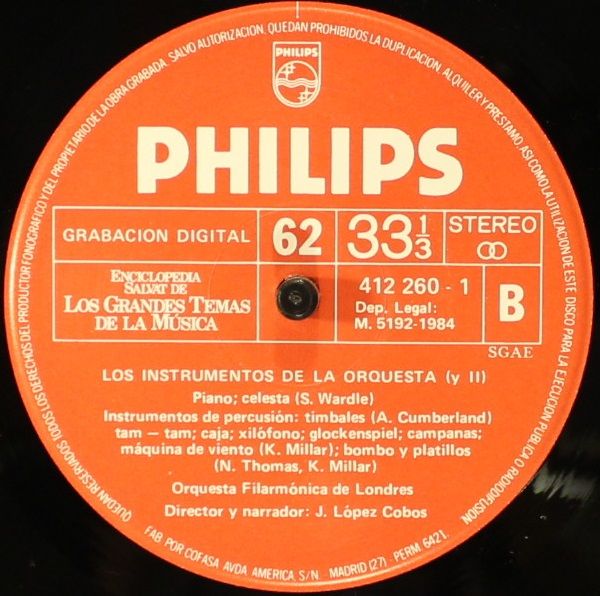 QUEDAN RESERVADOS TODOS LOS DERECHOS DEL PRODUCTOR FONOGRAFICO Y DEL PROPIETARIO DE LA OBRA GRABADA. SALVO AUTORIZACION, QUEDAN PROHIBIDOS LA DUPLICACION, ALQUILER Y PRESTAMO, ASI COMO LA UTILIZACION DE ESTE DISCO PARA LA EJECUCION PUBLICA O RADIODIFUSION.
PHILIPS
PHILIPS
GRABACION DIGITAL
62
33 1/3
STEREO
ENCICLOPEDIA
SALVAT DE
LOS GRANDES TEMAS
DE LA MÚSICA
412 260 - 1
Dep. Legal:
M. 5192-1984
B
SGAE
LOS INSTRUMENTOS DE LA ORQUESTA (y II)
Piano; celesta (S. Wardle)
Instrumentos de percusión: timbales (A. Cumberland)
tam — tam; caja; xilófono; glockenspiel; campanas;
máquina de viento (K. Millar); bombo y platillos
(N. Thomas, K. Millar)
Orquesta Filarmónica de Londres
Director y narrador: J. López Cobos
FAB. POR COFASA, AVDA. AMERICA, S/N. MADRID (27) - PERM. 6421.